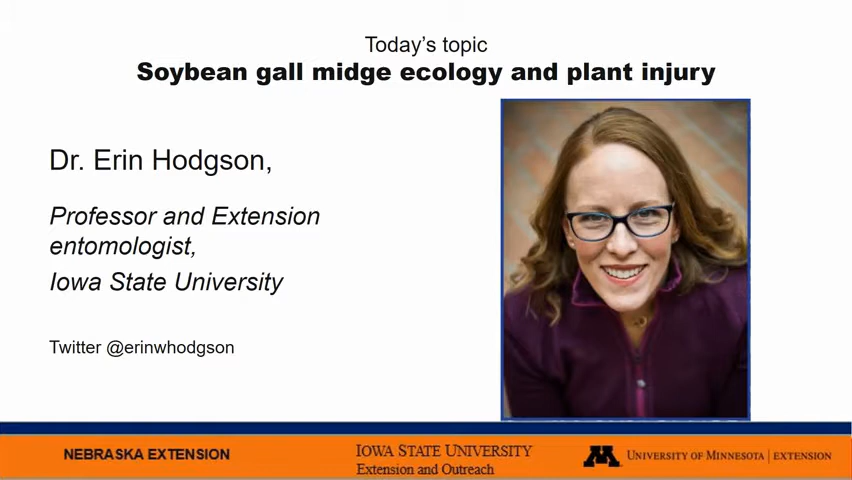 Today's topic
Soybean gall midge ecology and plant injury
Dr. Erin Hodgson,
Professor and Extension
entomologist,
Iowa State University
Twitter @erinwhodgson
NEBRASKA EXTENSION
IOWA STATE UNIVERSITY
Extension and Outreach
M
UNIVERSITY OF MINNESOTA | EXTENSION